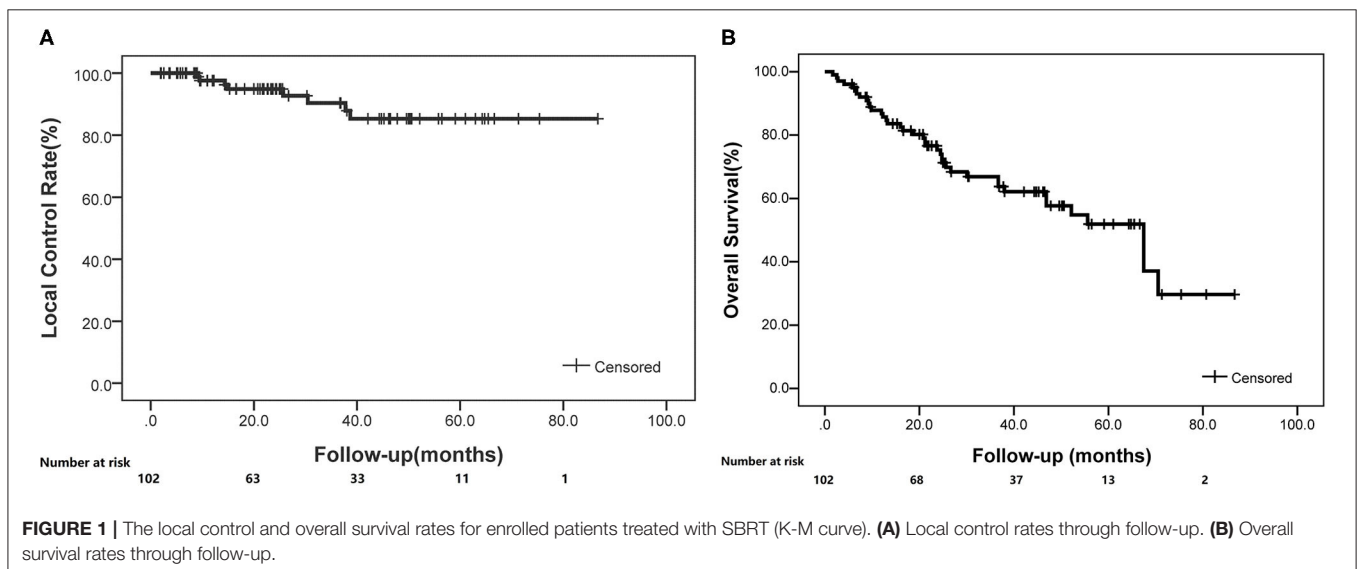 A
Local Control Rate(%)
100.0
80.0
60.0
40.0
20.0
0.0
Censored
.0 20.0 40.0 60.0 80.0 100.0
Follow-up(months)
Number at risk
102 63 33 11 1
B
Overall Survival(%)
100.0
80.0
60.0
40.0
20.0
0.0
Censored
.0 20.0 40.0 60.0 80.0 100.0
Follow-up (months)
Number at risk
102 68 37 13 2
FIGURE 1 | The local control and overall survival rates for enrolled patients treated with SBRT (K-M curve). (A) Local control rates through follow-up. (B) Overall
survival rates through follow-up.